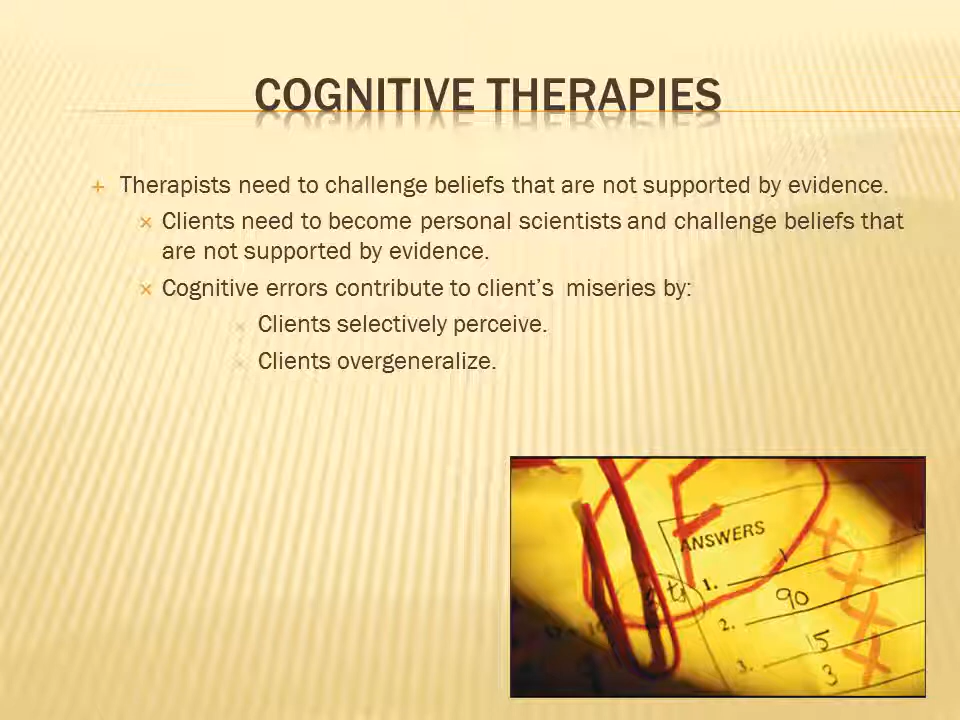 COGNITIVE THERAPIES
Therapists need to challenge beliefs that are not supported by evidence.
Clients need to become personal scientists and challenge beliefs that
are not supported by evidence.
Cognitive errors contribute to client’s  miseries by:
Clients selectively perceive.
Clients overgeneralize.
F
ANSWERS
1.
2. 90
3. 15
3